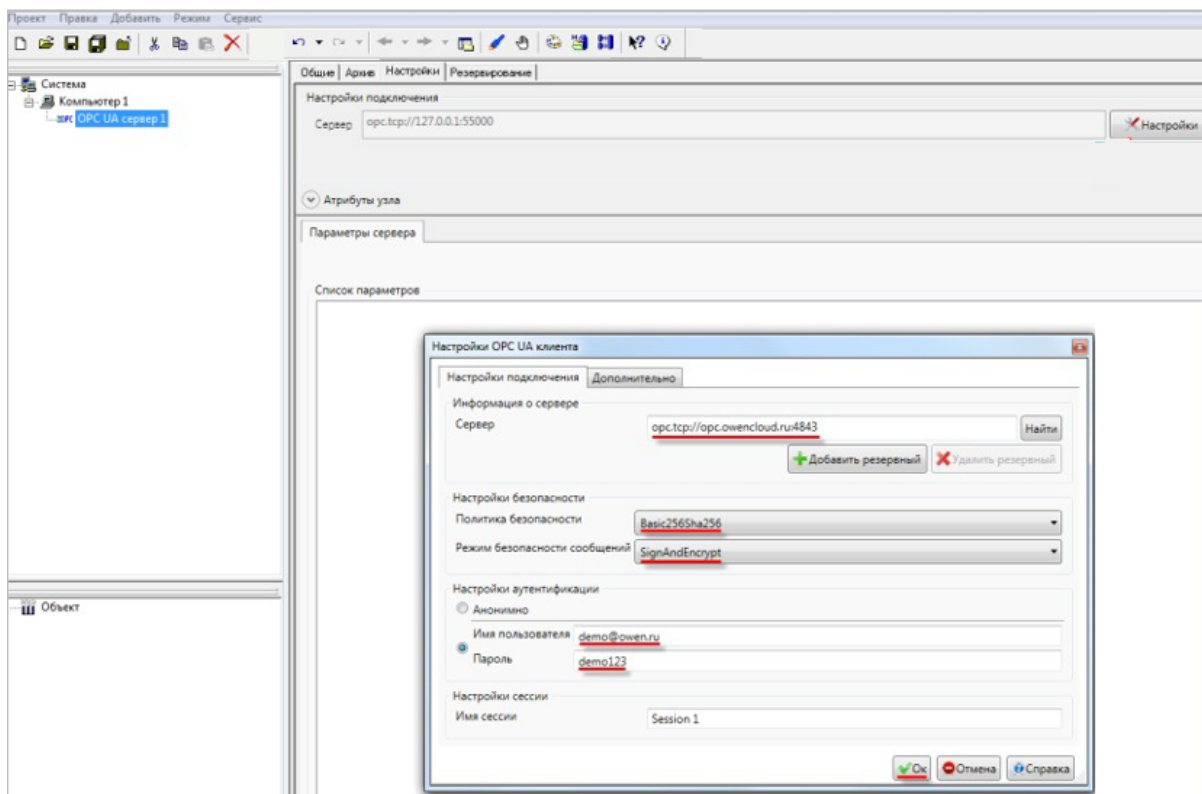 Проект Правка Добавить Режим Сервис
Система
Компьютер 1
OPC UA сервер 1
Общие Архив Настройки Резервирование
Настройки подключения
Сервер opc.tcp://127.0.0.1:55000 Настройки
Атрибуты узла
Параметры сервера
Список параметров
Настройки OPC UA клиента
Настройки подключения Дополнительно
Информация о сервере
Сервер opc.tcp://opc.owencloud.ru:4843 Найти
Добавить резервный Удалить резервный
Настройки безопасности
Политика безопасности Basic256Sha256
Режим безопасности сообщений SignAndEncrypt
Настройки аутентификации
Анонимно
Имя пользователя demo@owen.ru
Пароль demo123
Настройки сессии
Имя сессии Session 1
Ок Отмена Справка
Объект